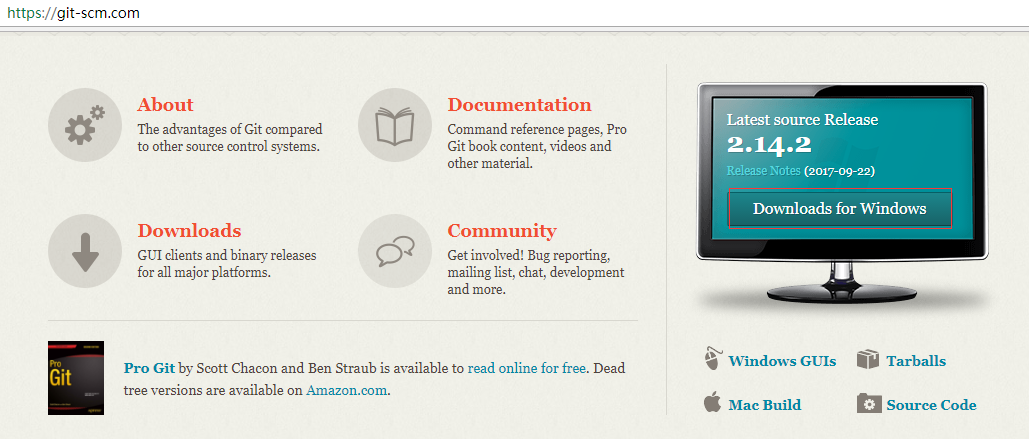 https://git-scm.com
About
The advantages of Git compared
to other source control systems.
Documentation
Command reference pages, Pro
Git book content, videos and
other material.
Downloads
GUI clients and binary releases
for all major platforms.
Community
Get involved! Bug reporting,
mailing list, chat, development
and more.
Pro
Git
Pro Git by Scott Chacon and Ben Straub is available to read online for free. Dead
tree versions are available on Amazon.com.
Latest source Release
2.14.2
Release Notes (2017-09-22)
Downloads for Windows
Windows GUIs
Tarballs
Mac Build
Source Code